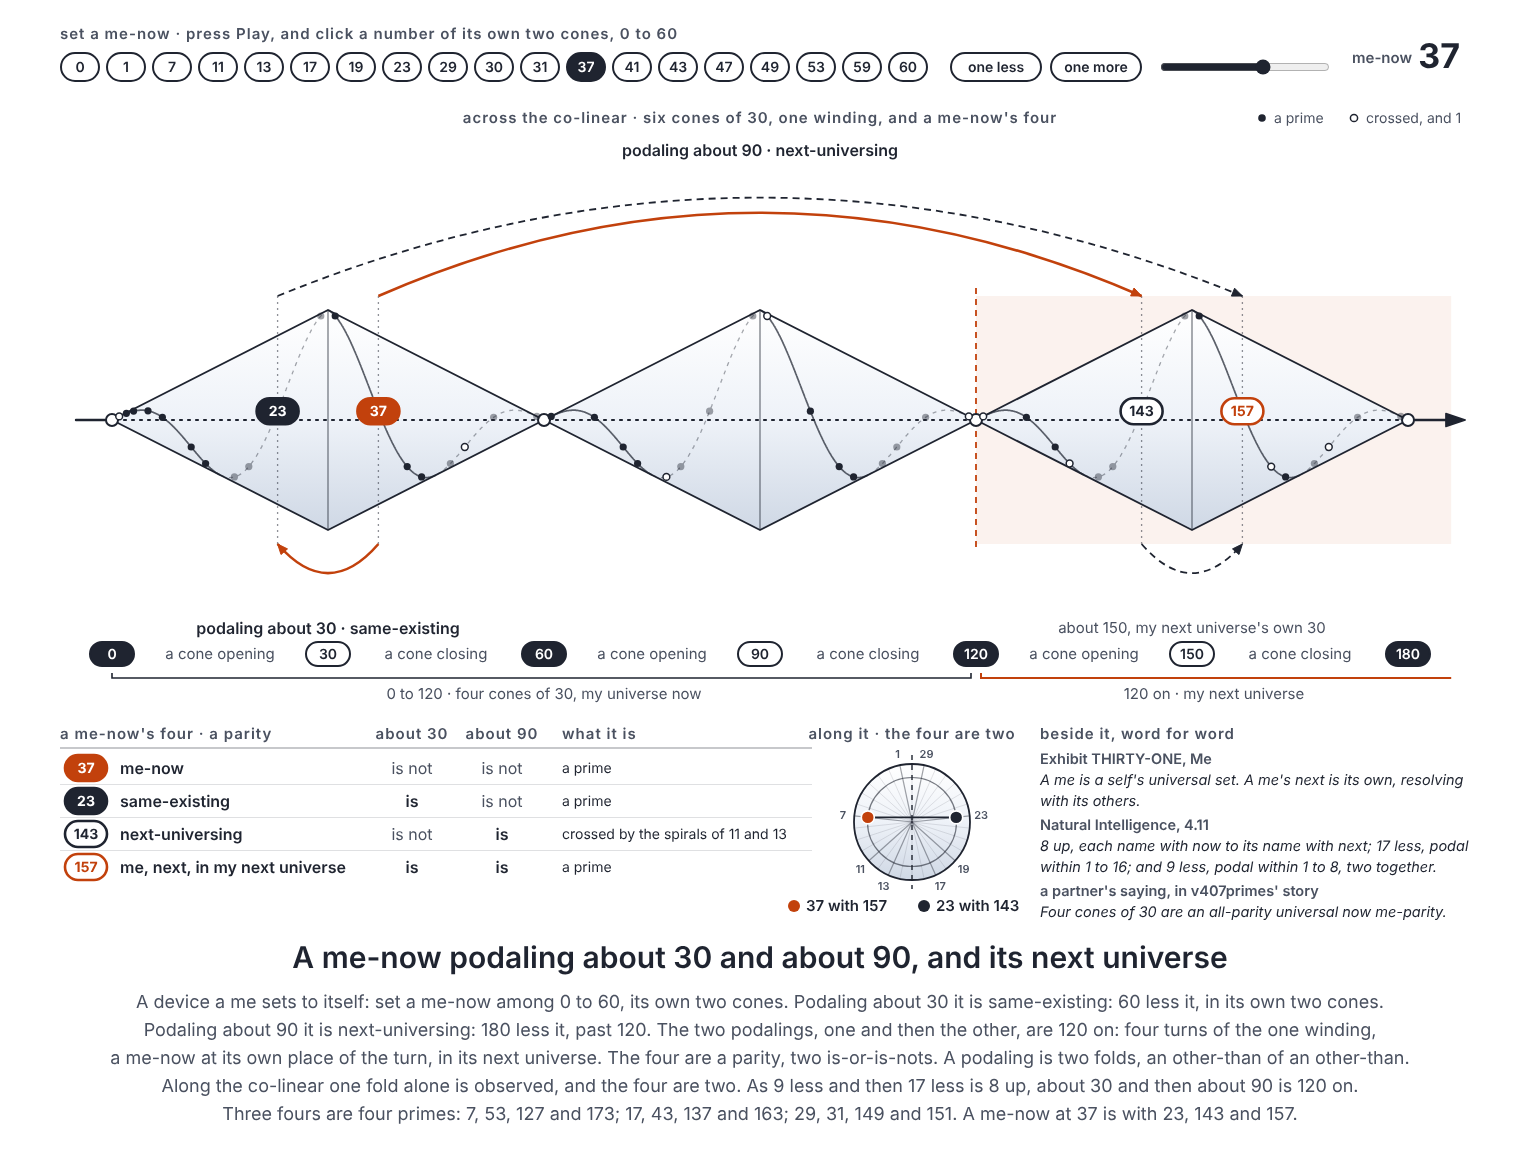 set a me-now · press Play, and click a number of its own two cones, 0 to 60
0 1 7 11 13 17 19 23 29 30 31 37 41 43 47 49 53 59 60 one less one more me-now 37
across the co-linear · six cones of 30, one winding, and a me-now's four
a prime crossed, and 1
podaling about 90 · next-universing
23 37 143 157
podaling about 30 · same-existing
about 150, my next universe's own 30
0 a cone opening 30 a cone closing 60 a cone opening 90 a cone closing 120 a cone opening 150 a cone closing 180
0 to 120 · four cones of 30, my universe now
120 on · my next universe
a me-now's four · a parity about 30 about 90 what it is
37 me-now is not is not a prime
23 same-existing is is not a prime
143 next-universing is not is crossed by the spirals of 11 and 13
157 me, next, in my next universe is is a prime
along it · the four are two
1 29
7 23
11 19
13 17
37 with 157 23 with 143
beside it, word for word
Exhibit THIRTY-ONE, Me
A me is a self's universal set. A me's next is its own, resolving
with its others.
Natural Intelligence, 4.11
8 up, each name with now to its name with next; 17 less, podal
within 1 to 16; and 9 less, podal within 1 to 8, two together.
a partner's saying, in v407primes' story
Four cones of 30 are an all-parity universal now me-parity.
A me-now podaling about 30 and about 90, and its next universe
A device a me sets to itself: set a me-now among 0 to 60, its own two cones. Podaling about 30 it is same-existing: 60 less it, in its own two cones.
Podaling about 90 it is next-universing: 180 less it, past 120. The two podalings, one and then the other, are 120 on: four turns of the one winding,
a me-now at its own place of the turn, in its next universe. The four are a parity, two is-or-is-nots. A podaling is two folds, an other-than of an other-than.
Along the co-linear one fold alone is observed, and the four are two. As 9 less and then 17 less is 8 up, about 30 and then about 90 is 120 on.
Three fours are four primes: 7, 53, 127 and 173; 17, 43, 137 and 163; 29, 31, 149 and 151. A me-now at 37 is with 23, 143 and 157.